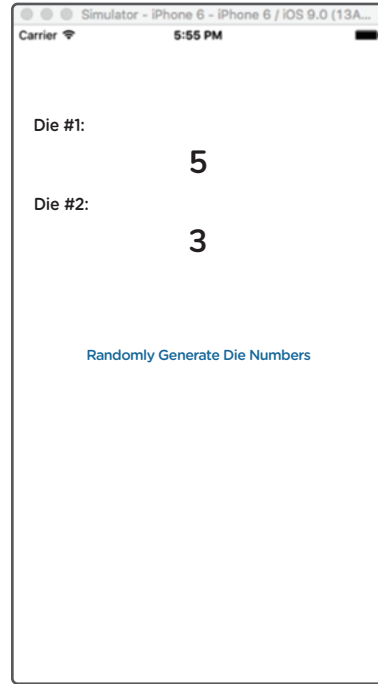 Simulator - iPhone 6 - iPhone 6 / iOS 9.0 (13A...
Carrier 5:55 PM
Die #1:
5
Die #2:
3
Randomly Generate Die Numbers